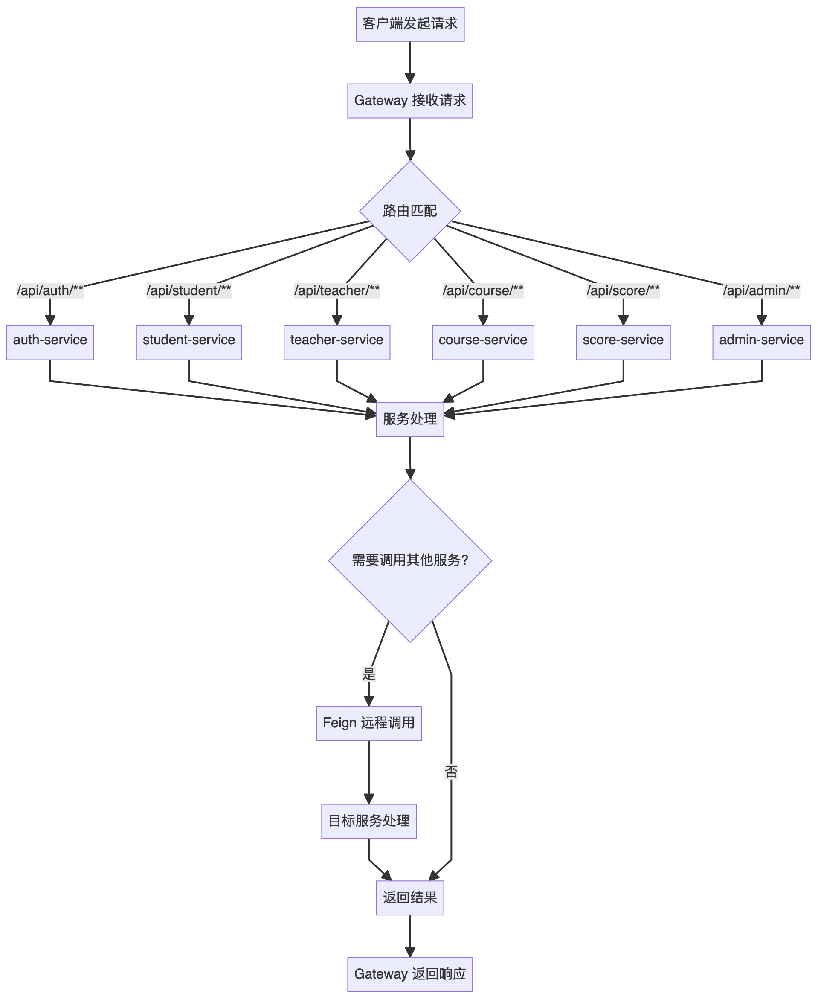 客户端发起请求
Gateway 接收请求
路由匹配
/api/auth/**
/api/student/**
/api/teacher/**
/api/course/**
/api/score/**
/api/admin/**
auth-service
student-service
teacher-service
course-service
score-service
admin-service
服务处理
需要调用其他服务?
是
Feign 远程调用
否
目标服务处理
返回结果
Gateway 返回响应